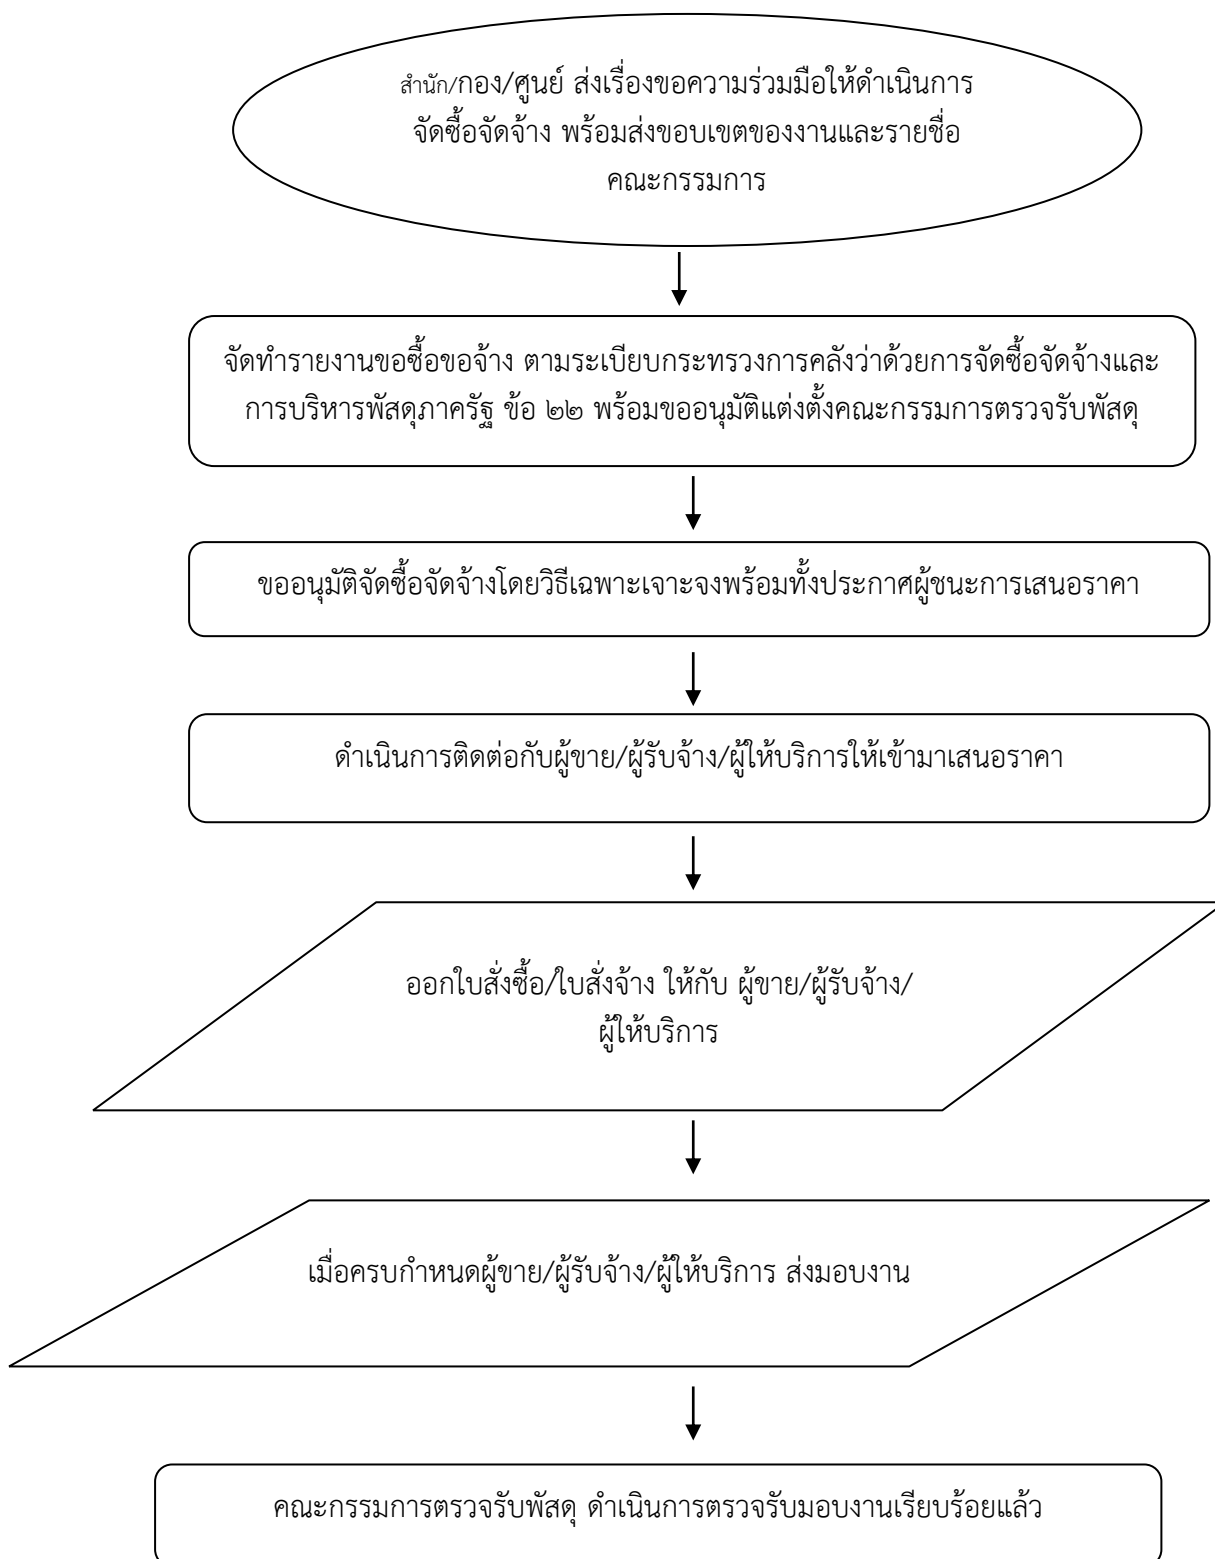 สำนัก/กอง/ศูนย์ ส่งเรื่องขอความร่วมมือให้ดำเนินการ
จัดซื้อจัดจ้าง พร้อมส่งขอบเขตของงานและรายชื่อ
คณะกรรมการ
จัดทำรายงานขอซื้อขอจ้าง ตามระเบียบกระทรวงการคลังว่าด้วยการจัดซื้อจัดจ้างและ
การบริหารพัสดุภาครัฐ ข้อ ๒๒ พร้อมขออนุมัติแต่งตั้งคณะกรรมการตรวจรับพัสดุ
ขออนุมัติจัดซื้อจัดจ้างโดยวิธีเฉพาะเจาะจงพร้อมทั้งประกาศผู้ชนะการเสนอราคา
ดำเนินการติดต่อกับผู้ขาย/ผู้รับจ้าง/ผู้ให้บริการให้เข้ามาเสนอราคา
ออกใบสั่งซื้อ/ใบสั่งจ้าง ให้กับ ผู้ขาย/ผู้รับจ้าง/
ผู้ให้บริการ
เมื่อครบกำหนดผู้ขาย/ผู้รับจ้าง/ผู้ให้บริการ ส่งมอบงาน
คณะกรรมการตรวจรับพัสดุ ดำเนินการตรวจรับมอบงานเรียบร้อยแล้ว